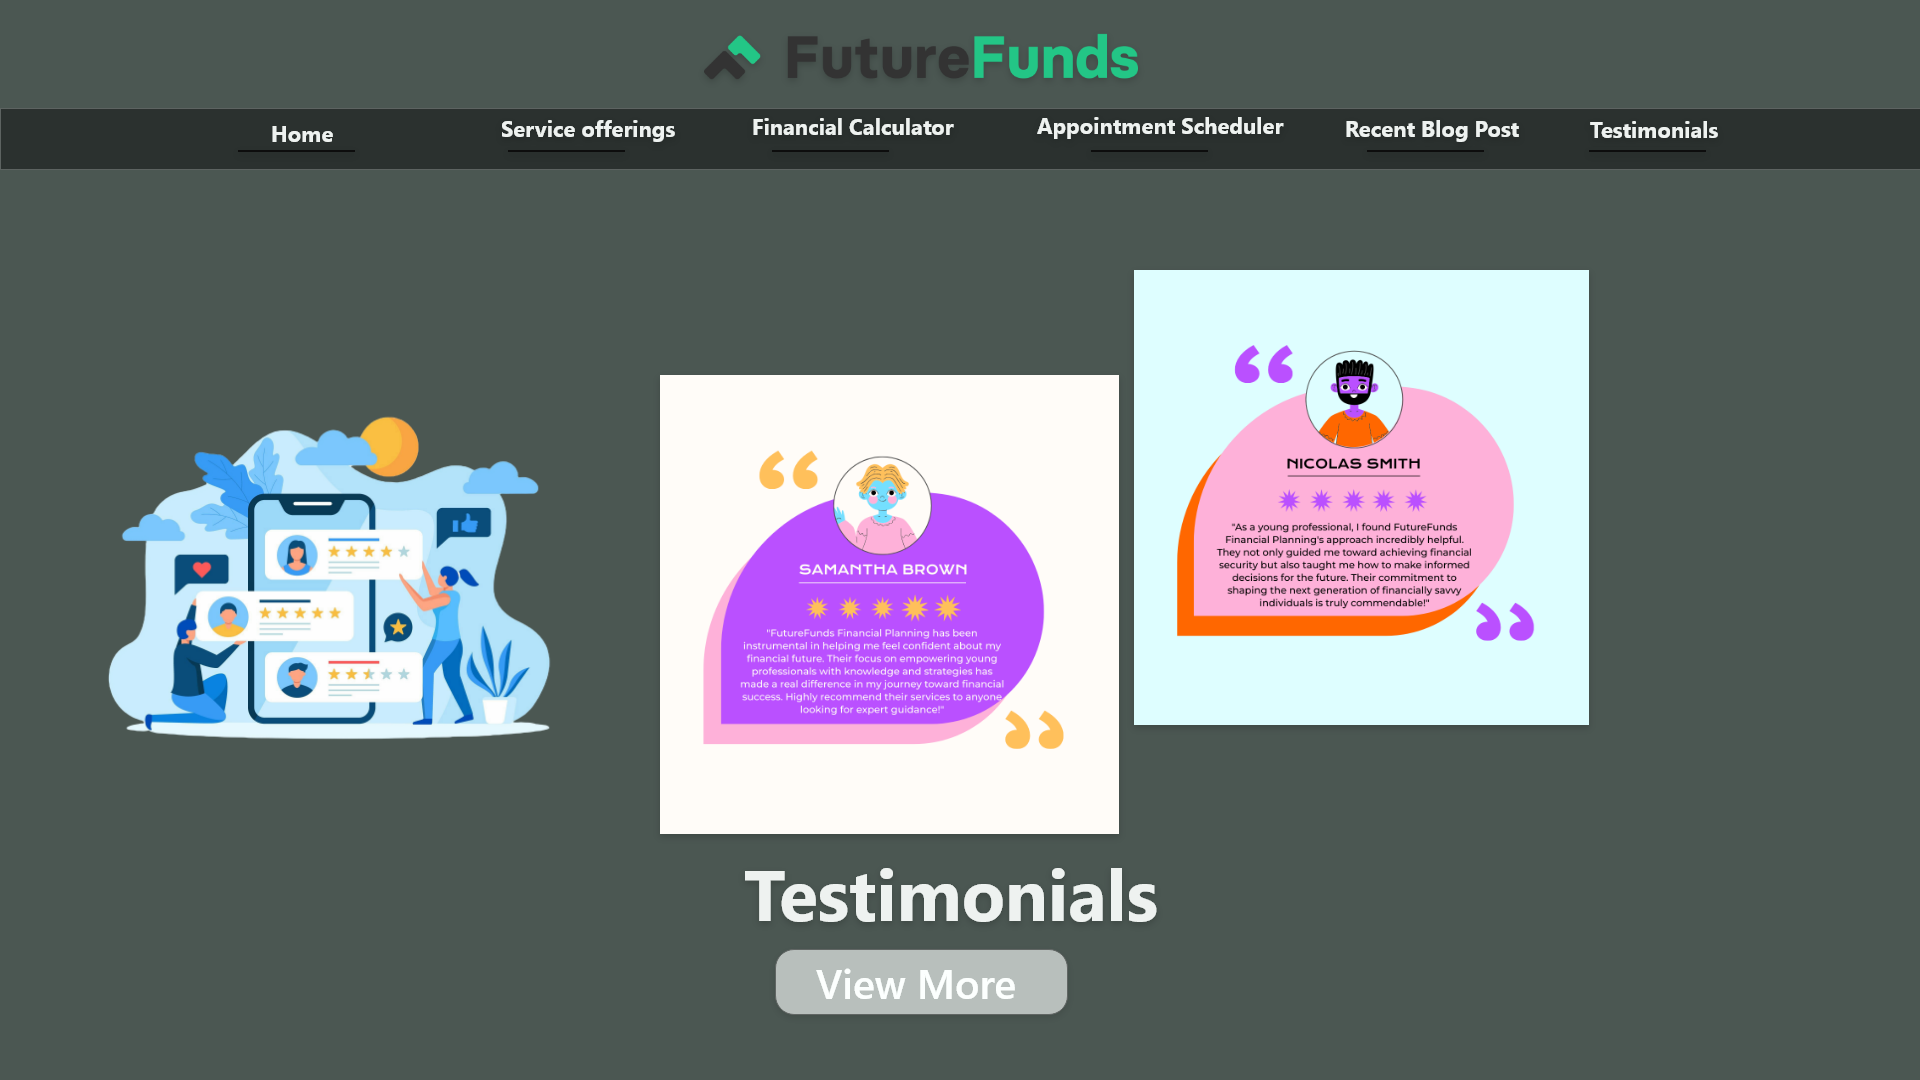 FutureFunds
Home
Service offerings
Financial Calculator
Appointment Scheduler
Recent Blog Post
Testimonials
SAMANTHA BROWN
"FutureFunds Financial Planning has been
instrumental in helping me feel confident about my
financial future. Their focus on empowering young
professionals with knowledge and strategies has
made a real difference in my journey toward financial
success. Highly recommend their services to anyone
looking for expert guidance!"
NICOLAS SMITH
"As a young professional, I found FutureFunds
Financial Planning's approach incredibly helpful.
They not only guided me toward achieving financial
security but also taught me how to make informed
decisions for the future. Their commitment to
shaping the next generation of financially savvy
individuals is truly commendable!"
Testimonials
View More